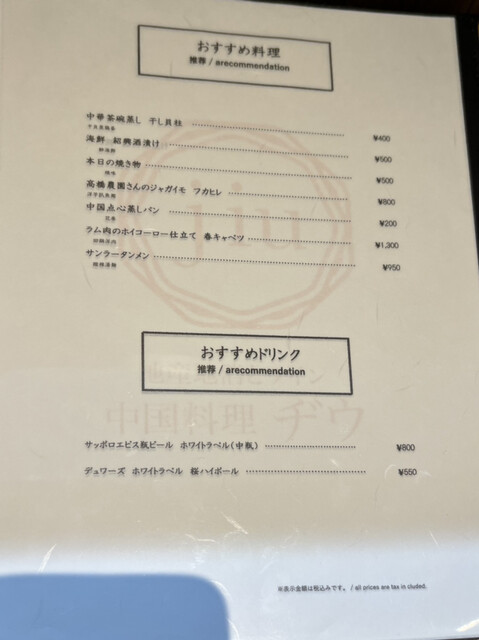 おすすめ料理
推荐 / arecommendation
中華茶碗蒸し 干し貝柱 ¥400
海鮮 紹興酒漬け ¥500
本日の焼き物 ¥500
高橋農園さんのジャガイモ フカヒレ ¥800
中国点心蒸しパン ¥200
ラム肉のホイコーロー仕立て 春キャベツ ¥1,300
サンラータンメン ¥950
jiu
おすすめドリンク
推荐 / arecommendation
中国料理 ヂウ
サッポロエビス瓶ビール ホワイトラベル(中瓶) ¥800
デュワーズ ホワイトラベル 桜ハイボール ¥550
※表示金額は税込みです。 / all prices are tax in cluded.